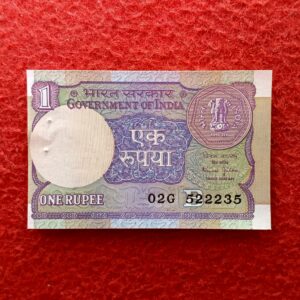 1
भारत सरकार
GOVERNMENT OF INDIA
एक
रुपया
ONE RUPEE
02G 522235